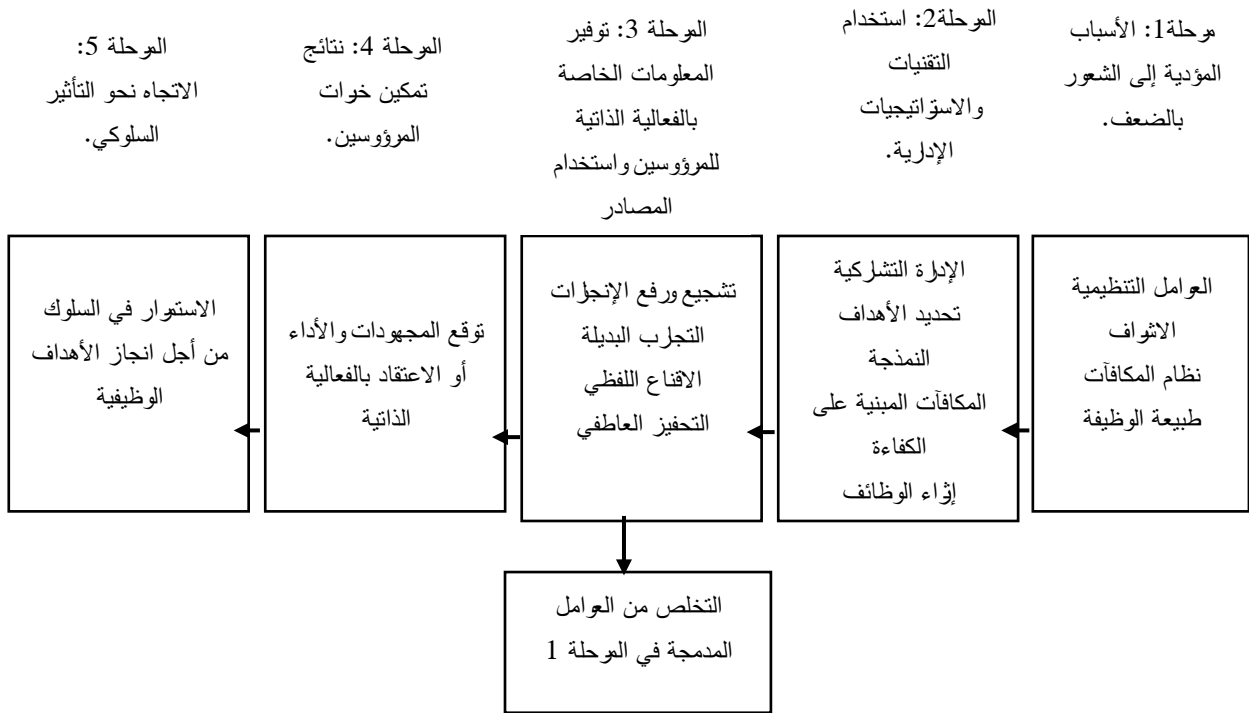 مرحلة1: الأسباب
المؤدية إلى الشعور
بالضعف.
المرحلة2: استخدام
التقنيات
والاستراتيجيات
الإدارية.
المرحلة 3: توفير
المعلومات الخاصة
بالفعالية الذاتية
للمرؤوسين واستخدام
المصادر
المرحلة 4: نتائج
تمكين خوات
المرؤوسين.
المرحلة 5:
الاتجاه نحو التأثير
السلوكي.
العوامل التنظيمية
الاشراف
نظام المكافآت
طبيعة الوظيفة
الإدارة التشاركية
تحديد الأهداف
النمذجة
المكافآت المبنية على
الكفاءة
إثراء الوظائف
تشجيع ورفع الإنجازات
التجارب البديلة
الاقناع اللفظي
التحفيز العاطفي
توقع المجهودات والأداء
أو الاعتقاد بالفعالية
الذاتية
الاستمرار في السلوك
من أجل انجاز الأهداف
الوظيفية
التخلص من العوامل
المدمجة في المرحلة 1